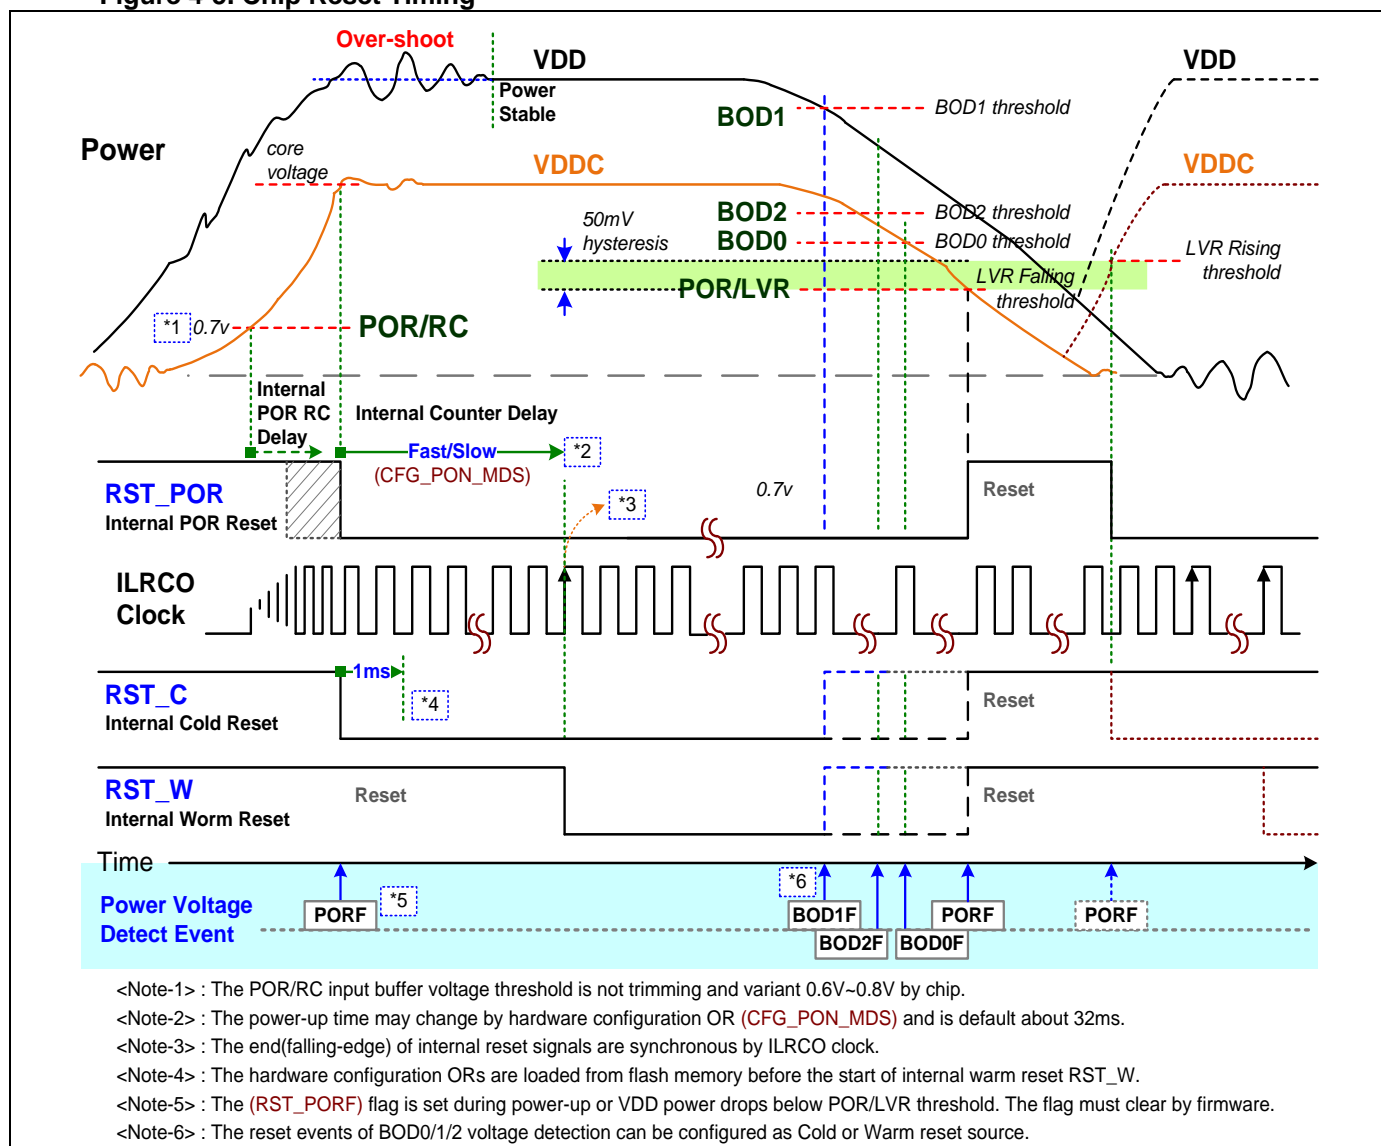 Figure 4-3. Chip Reset Timing
Over-shoot
VDD
VDD
Power
Stable
BOD1
BOD1 threshold
Power
core
voltage
VDDC
VDDC
BOD2
BOD2 threshold
50mV
hysteresis
BOD0
BOD0 threshold
LVR Rising
threshold
POR/LVR
LVR Falling
threshold
*1
0.7v
POR/RC
Internal
POR RC
Delay
Internal Counter Delay
Fast/Slow
*2
(CFG_PON_MDS)
RST_POR
Internal POR Reset
*3
0.7v
Reset
ILRCO
Clock
1ms
RST_C
Internal Cold Reset
*4
Reset
RST_W
Internal Worm Reset
Reset
Reset
Time
Power Voltage
Detect Event
PORF
*5
*6
BOD1F
BOD2F
BOD0F
PORF
PORF
<Note-1> : The POR/RC input buffer voltage threshold is not trimming and variant 0.6V~0.8V by chip.
<Note-2> : The power-up time may change by hardware configuration OR (CFG_PON_MDS) and is default about 32ms.
<Note-3> : The end(falling-edge) of internal reset signals are synchronous by ILRCO clock.
<Note-4> : The hardware configuration ORs are loaded from flash memory before the start of internal warm reset RST_W.
<Note-5> : The (RST_PORF) flag is set during power-up or VDD power drops below POR/LVR threshold. The flag must clear by firmware.
<Note-6> : The reset events of BOD0/1/2 voltage detection can be configured as Cold or Warm reset source.